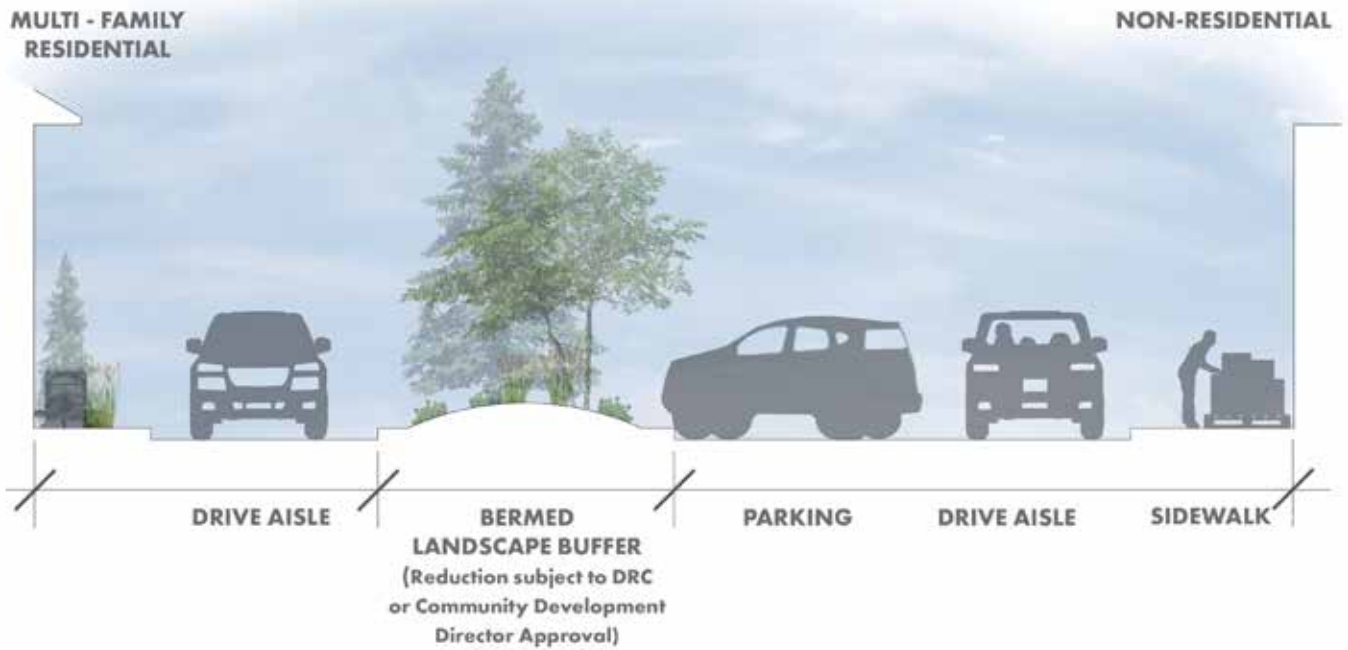 MULTI - FAMILY
RESIDENTIAL
NON-RESIDENTIAL
DRIVE AISLE
BERMED
LANDSCAPE BUFFER
(Reduction subject to DRC
or Community Development
Director Approval)
PARKING
DRIVE AISLE
SIDEWALK